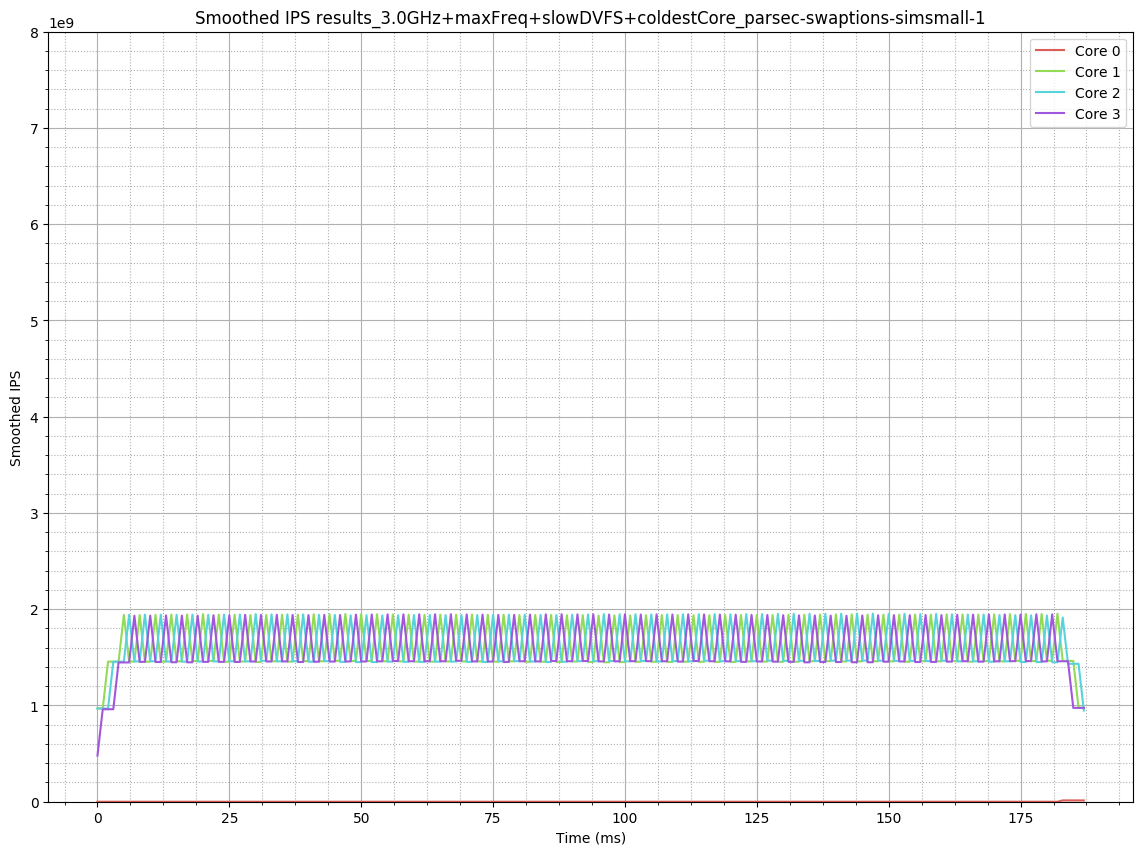 Smoothed IPS results_3.0GHz+maxFreq+slowDVFS+coldestCore_parsec-swaptions-simsmall-1
1e9
8
7
6
5
4
3
2
1
0
Smoothed IPS
Core 0
Core 1
Core 2
Core 3
0 25 50 75 100 125 150 175
Time (ms)